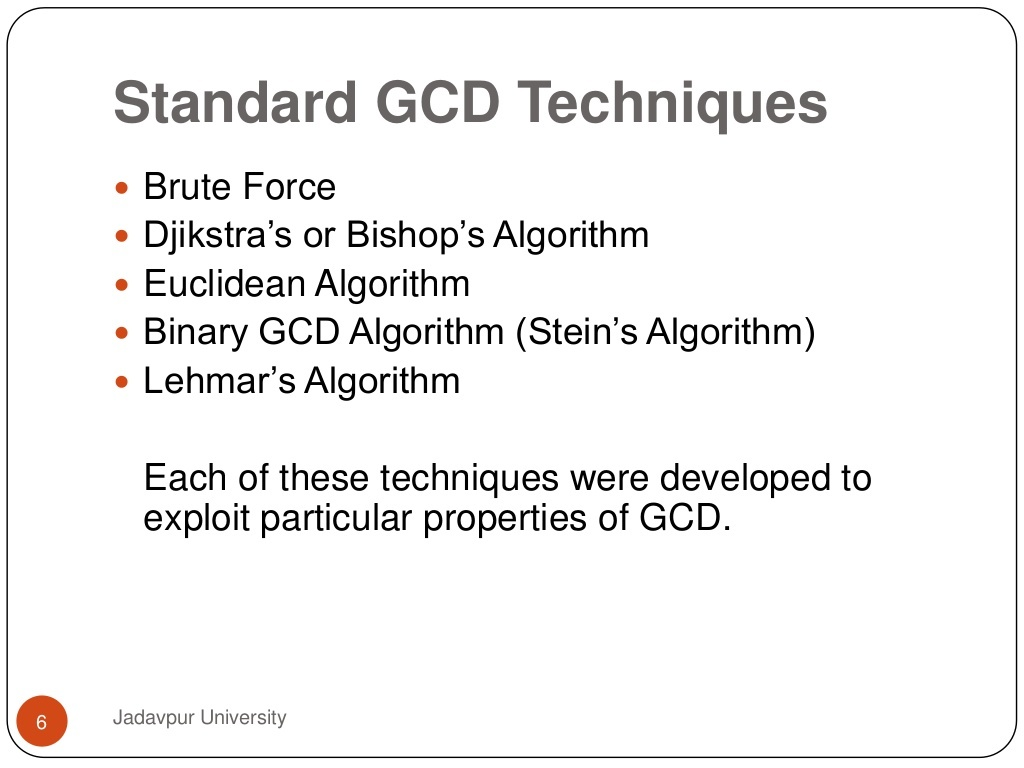 Standard GCD Techniques
• Brute Force
• Djikstra’s or Bishop’s Algorithm
• Euclidean Algorithm
• Binary GCD Algorithm (Stein’s Algorithm)
• Lehmar’s Algorithm
Each of these techniques were developed to
exploit particular properties of GCD.
6 Jadavpur University